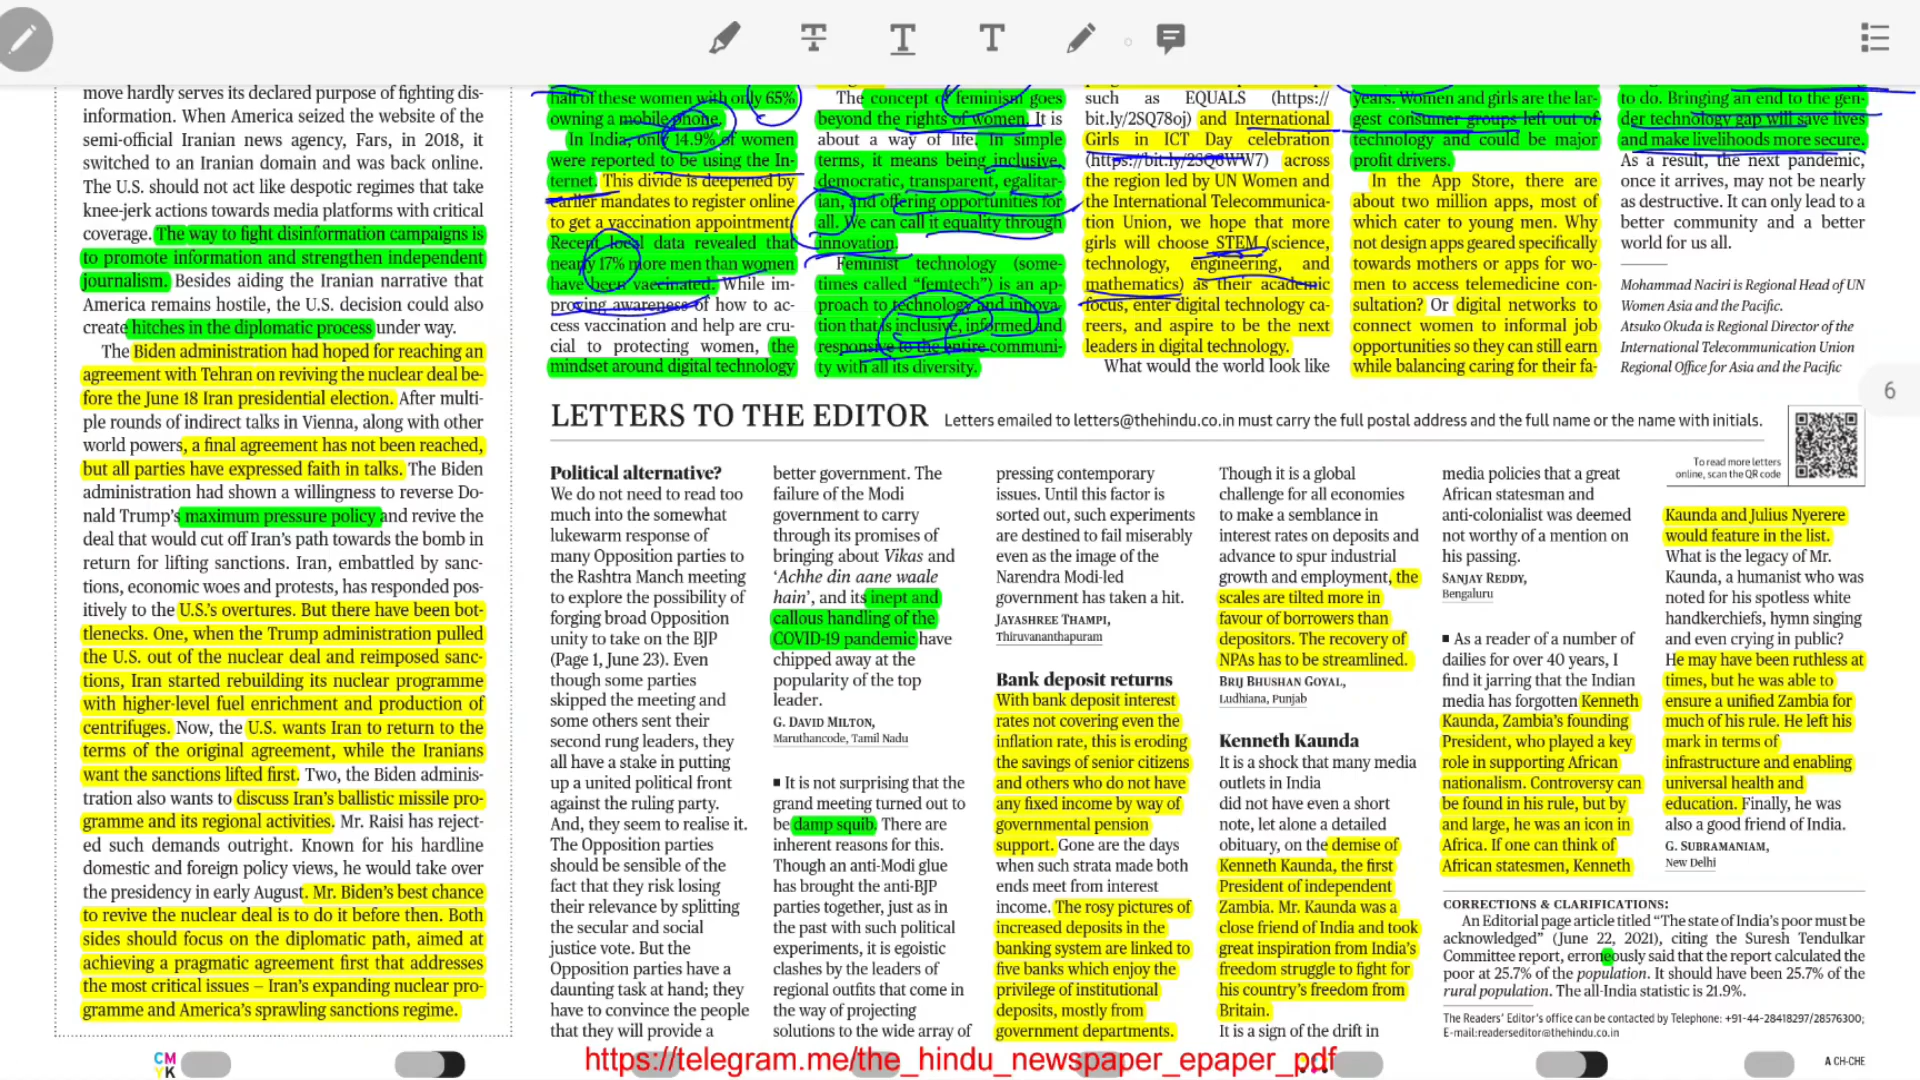 move hardly serves its declared purpose of fighting dis-
information. When America seized the website of the
semi-official Iranian news agency, Fars, in 2018, it
switched to an Iranian domain and was back online.
The U.S. should not act like despotic regimes that take
knee-jerk actions towards media platforms with critical
coverage. The way to fight disinformation campaigns is
to promote information and strengthen independent
journalism. Besides aiding the Iranian narrative that
America remains hostile, the U.S. decision could also
create hitches in the diplomatic process under way.
The Biden administration had hoped for reaching an
agreement with Tehran on reviving the nuclear deal be-
fore the June 18 Iran presidential election. After multi-
ple rounds of indirect talks in Vienna, along with other
world powers, a final agreement has not been reached,
but all parties have expressed faith in talks. The Biden
administration had shown a willingness to reverse Do-
nald Trump's maximum pressure policy and revive the
deal that would cut off Iran's path towards the bomb in
return for lifting sanctions. Iran, embattled by sanc-
tions, economic woes and protests, has responded pos-
itively to the U.S.'s overtures. But there have been bot-
tlenecks. One, when the Trump administration pulled
the U.S. out of the nuclear deal and reimposed sanc-
tions, Iran started rebuilding its nuclear programme
with higher-level fuel enrichment and production of
centrifuges. Now, the U.S. wants Iran to return to the
terms of the original agreement, while the Iranians
want the sanctions lifted first. Two, the Biden adminis-
tration also wants to discuss Iran's ballistic missile pro-
gramme and its regional activities. Mr. Raisi has reject-
ed such demands outright. Known for his hardline
domestic and foreign policy views, he would take over
the presidency in early August. Mr. Biden's best chance
to revive the nuclear deal is to do it before then. Both
sides should focus on the diplomatic path, aimed at
achieving a pragmatic agreement first that addresses
the most critical issues – Iran's expanding nuclear pro-
gramme and America's sprawling sanctions regime.
half of these women with only 65%
owning a mobile phone.
In India, only 14.9% of women
were reported to be using the In-
ternet. This divide is deepened by
earlier mandates to register online
to get a vaccination appointment.
Recent local data revealed that
nearly 17% more men than women
have been vaccinated. While im-
proving awareness of how to ac-
cess vaccination and help are cru-
cial to protecting women, the
mindset around digital technology
The concept of feminism goes
beyond the rights of women. It is
about a way of life. In simple
terms, it means being inclusive,
democratic, transparent, egalitar-
ian, and offering opportunities for
all. We can call it equality through
innovation.
Feminist technology (some-
times called "femtech") is an ap-
proach to technology and innova-
tion that is inclusive, informed and
responsive to the entire communi-
ty with all its diversity.
such as EQUALS (https://
bit.ly/2SQ78oj) and International
Girls in ICT Day celebration
(https://bit.ly/2SQ6WW7) across
the region led by UN Women and
the International Telecommunica-
tion Union, we hope that more
girls will choose STEM (science,
technology, engineering, and
mathematics) as their academic
focus, enter digital technology ca-
reers, and aspire to be the next
leaders in digital technology.
What would the world look like
years. Women and girls are the lar-
gest consumer groups left out of
technology and could be major
profit drivers.
In the App Store, there are
about two million apps, most of
which cater to young men. Why
not design apps geared specifically
towards mothers or apps for wo-
men to access telemedicine con-
sultation? Or digital networks to
connect women to informal job
opportunities so they can still earn
while balancing caring for their fa-
to do. Bringing an end to the gen-
der technology gap will save lives
and make livelihoods more secure.
As a result, the next pandemic,
once it arrives, may not be nearly
as destructive. It can only lead to a
better community and a better
world for us all.
Mohammad Naciri is Regional Head of UN
Women Asia and the Pacific.
Atsuko Okuda is Regional Director of the
International Telecommunication Union
Regional Office for Asia and the Pacific
6
LETTERS TO THE EDITOR Letters emailed to letters@thehindu.co.in must carry the full postal address and the full name or the name with initials.
To read more letters
online, scan the QR code
Political alternative?
We do not need to read too
much into the somewhat
lukewarm response of
many Opposition parties to
the Rashtra Manch meeting
to explore the possibility of
forging broad Opposition
unity to take on the BJP
(Page 1, June 23). Even
though some parties
skipped the meeting and
some others sent their
second rung leaders, they
all have a stake in putting
up a united political front
against the ruling party.
And, they seem to realise it.
The Opposition parties
should be sensible of the
fact that they risk losing
their relevance by splitting
the secular and social
justice vote. But the
Opposition parties have a
daunting task at hand; they
have to convince the people
that they will provide a
better government. The
failure of the Modi
government to carry
through its promises of
bringing about Vikas and
'Achhe din aane waale
hain', and its inept and
callous handling of the
COVID-19 pandemic have
chipped away at the
popularity of the top
leader.
G. DAVID MILTON,
Maruthancode, Tamil Nadu
■ It is not surprising that the
grand meeting turned out to
be damp squib. There are
inherent reasons for this.
Though an anti-Modi glue
has brought the anti-BJP
parties together, just as in
the past with such political
experiments, it is egoistic
clashes by the leaders of
regional outfits that come in
the way of projecting
solutions to the wide array of
pressing contemporary
issues. Until this factor is
sorted out, such experiments
are destined to fail miserably
even as the image of the
Narendra Modi-led
government has taken a hit.
JAYASHREE THAMPI,
Thiruvananthapuram
Bank deposit returns
With bank deposit interest
rates not covering even the
inflation rate, this is eroding
the savings of senior citizens
and others who do not have
any fixed income by way of
governmental pension
support. Gone are the days
when such strata made both
ends meet from interest
income. The rosy pictures of
increased deposits in the
banking system are linked to
five banks which enjoy the
privilege of institutional
deposits, mostly from
government departments.
Though it is a global
challenge for all economies
to make a semblance in
interest rates on deposits and
advance to spur industrial
growth and employment, the
scales are tilted more in
favour of borrowers than
depositors. The recovery of
NPAs has to be streamlined.
BRIJ BHUSHAN GOYAL,
Ludhiana, Punjab
Kenneth Kaunda
It is a shock that many media
outlets in India
did not have even a short
note, let alone a detailed
obituary, on the demise of
Kenneth Kaunda, the first
President of independent
Zambia. Mr. Kaunda was a
close friend of India and took
great inspiration from India's
freedom struggle to fight for
his country's freedom from
Britain.
It is a sign of the drift in
media policies that a great
African statesman and
anti-colonialist was deemed
not worthy of a mention on
his passing.
SANJAY REDDY,
Bengaluru
■ As a reader of a number of
dailies for over 40 years, I
find it jarring that the Indian
media has forgotten Kenneth
Kaunda, Zambia's founding
President, who played a key
role in supporting African
nationalism. Controversy can
be found in his rule, but by
and large, he was an icon in
Africa. If one can think of
African statesmen, Kenneth
Kaunda and Julius Nyerere
would feature in the list.
What is the legacy of Mr.
Kaunda, a humanist who was
noted for his spotless white
handkerchiefs, hymn singing
and even crying in public?
He may have been ruthless at
times, but he was able to
ensure a unified Zambia for
much of his rule. He left his
mark in terms of
infrastructure and enabling
universal health and
education. Finally, he was
also a good friend of India.
G. SUBRAMANIAM,
New Delhi
CORRECTIONS & CLARIFICATIONS:
An Editorial page article titled "The state of India's poor must be
acknowledged" (June 22, 2021), citing the Suresh Tendulkar
Committee report, erroneously said that the report calculated the
poor at 25.7% of the population. It should have been 25.7% of the
rural population. The all-India statistic is 21.9%.
The Readers' Editor's office can be contacted by Telephone: +91-44-28418297/28576300;
E-mail:readerseditor@thehindu.co.in
CM
YK
https://telegram.me/the_hindu_newspaper_epaper_pdf
A CH-CHE